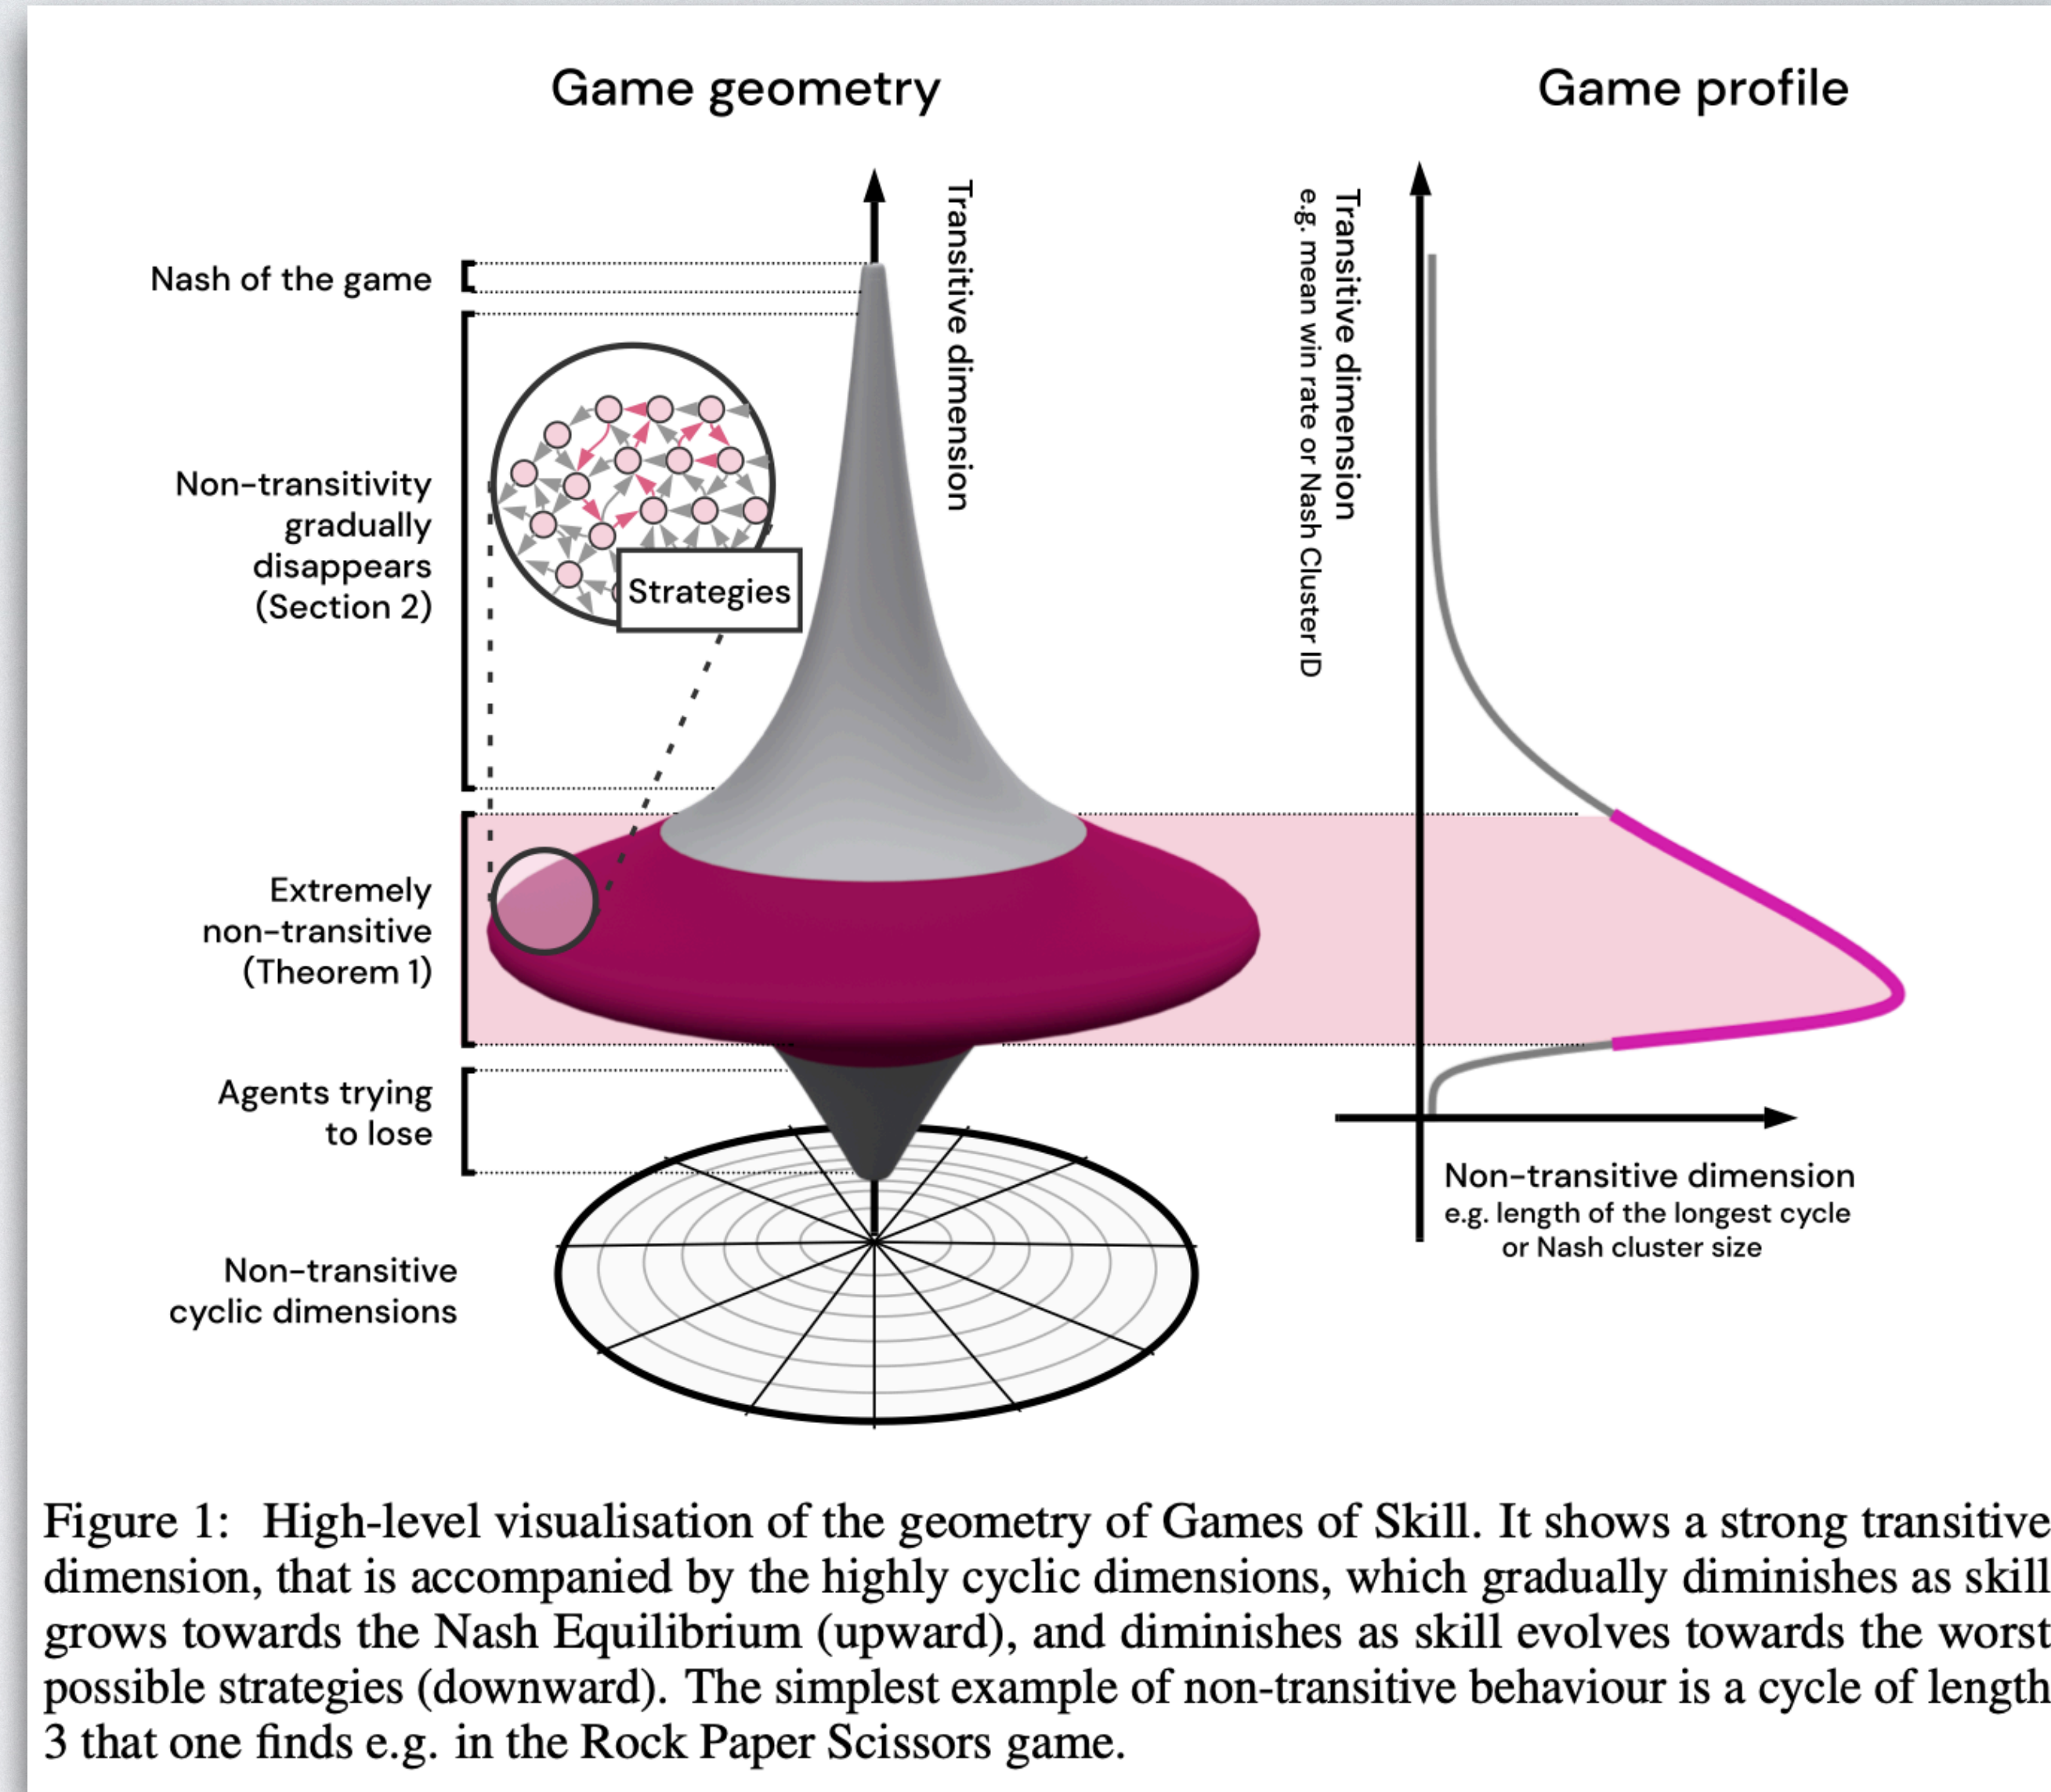 Game geometry
Game profile
Transitive dimension
Transitive dimension
e.g. mean win rate or Nash Cluster ID
Nash of the game
Non-transitivity
gradually
disappears
(Section 2)
Strategies
Extremely
non-transitive
(Theorem 1)
Agents trying
to lose
Non-transitive
cyclic dimensions
Non-transitive dimension
e.g. length of the longest cycle
or Nash cluster size
Figure 1: High-level visualisation of the geometry of Games of Skill. It shows a strong transitive
dimension, that is accompanied by the highly cyclic dimensions, which gradually diminishes as skill
grows towards the Nash Equilibrium (upward), and diminishes as skill evolves towards the worst
possible strategies (downward). The simplest example of non-transitive behaviour is a cycle of length
3 that one finds e.g. in the Rock Paper Scissors game.